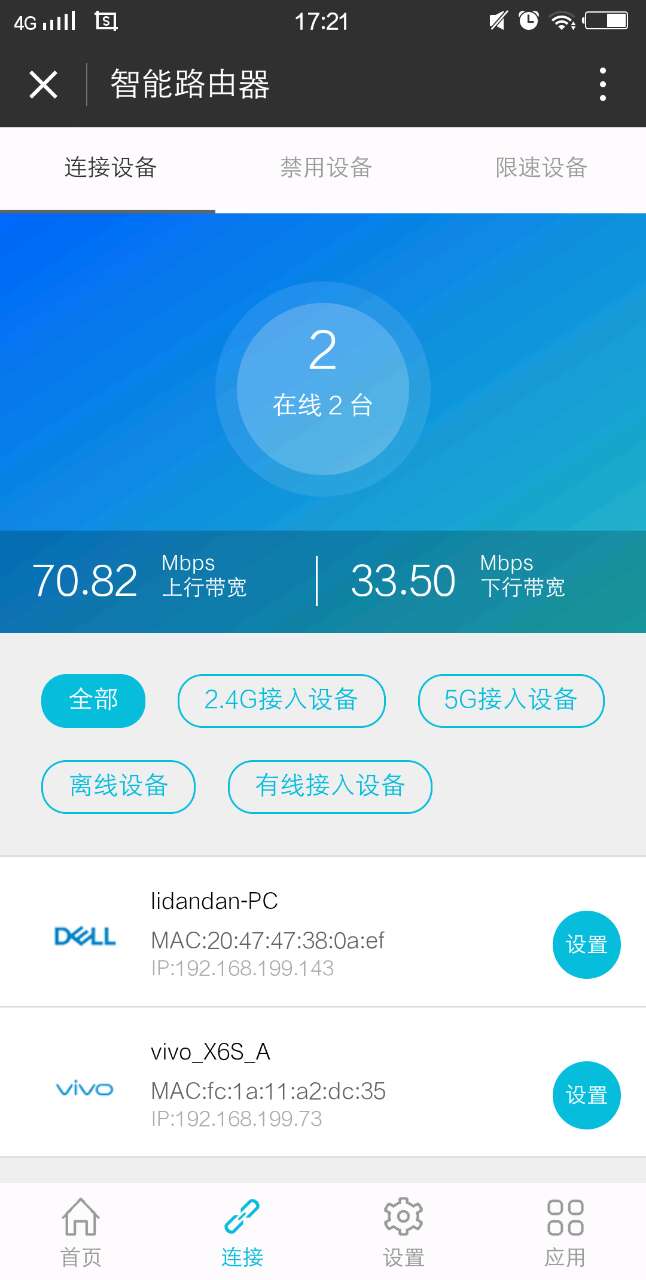 4G 17:21
智能路由器
连接设备 禁用设备 限速设备
2
在线 2 台
70.82 Mbps 上行带宽 33.50 Mbps 下行带宽
全部 2.4G接入设备 5G接入设备
离线设备 有线接入设备
lidandan-PC
DELL MAC:20:47:47:38:0a:ef 设置
IP:192.168.199.143
vivo_X6S_A
vivo MAC:fc:1a:11:a2:dc:35 设置
IP:192.168.199.73
首页 连接 设置 应用